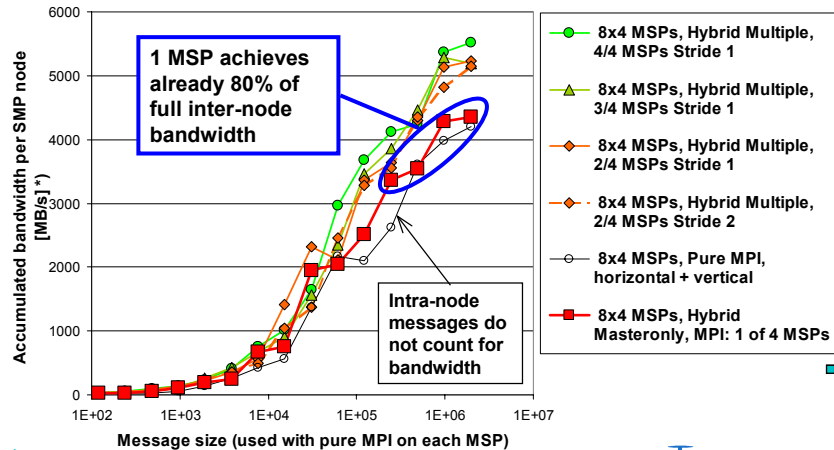 Accumulated bandwidth per SMP node
[MB/s] *)
6000
5000
4000
3000
2000
1000
0
1 MSP achieves
already 80% of
full inter-node
bandwidth
Intra-node
messages do
not count for
bandwidth
1E+02 1E+03 1E+04 1E+05 1E+06 1E+07
Message size (used with pure MPI on each MSP)
8x4 MSPs, Hybrid Multiple,
4/4 MSPs Stride 1
8x4 MSPs, Hybrid Multiple,
3/4 MSPs Stride 1
8x4 MSPs, Hybrid Multiple,
2/4 MSPs Stride 1
8x4 MSPs, Hybrid Multiple,
2/4 MSPs Stride 2
8x4 MSPs, Pure MPI,
horizontal + vertical
8x4 MSPs, Hybrid
Masteronly, MPI: 1 of 4 MSPs